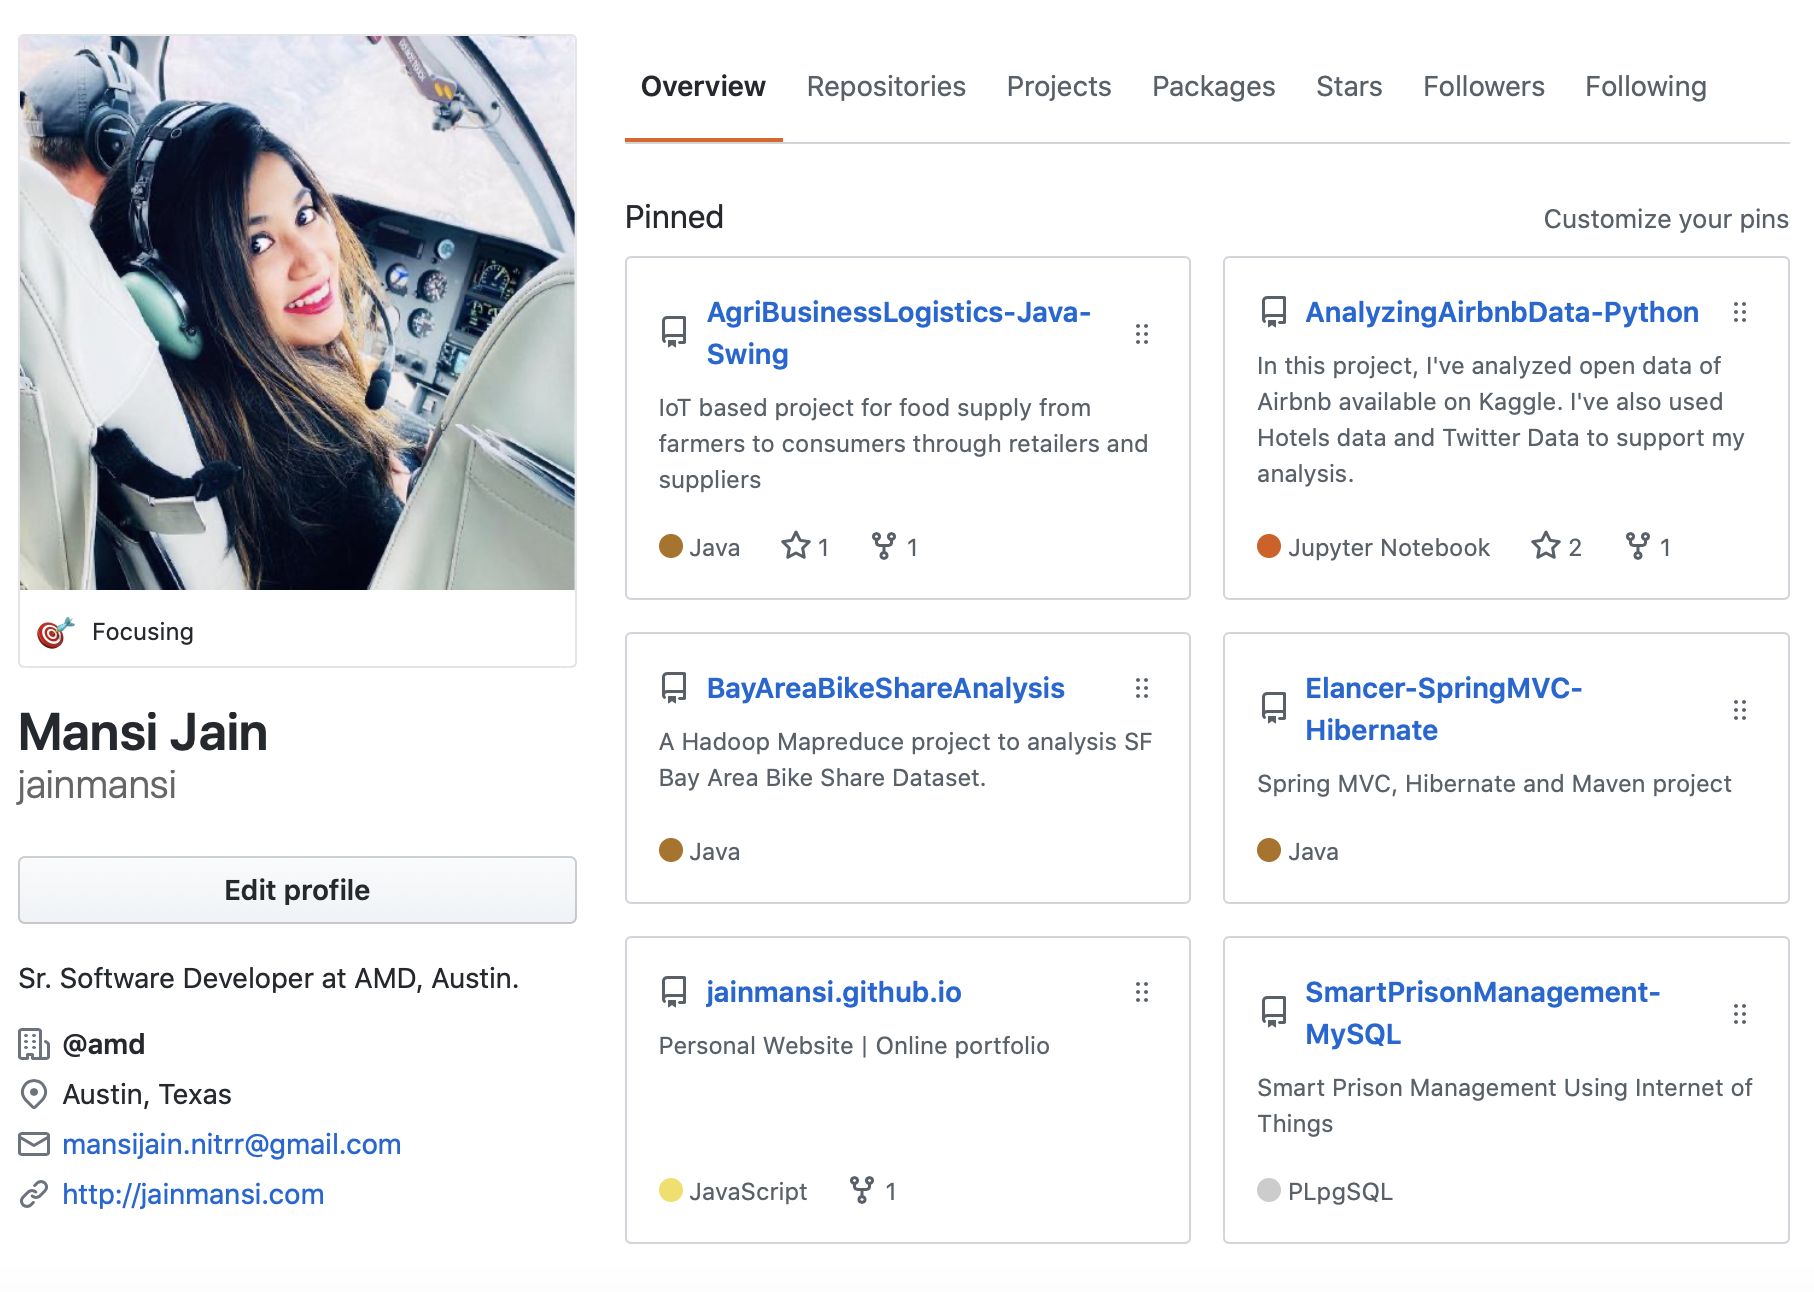 Overview Repositories Projects Packages Stars Followers Following
Focusing
Mansi Jain
jainmansi
Edit profile
Sr. Software Developer at AMD, Austin.
@amd
Austin, Texas
mansijain.nitrr@gmail.com
http://jainmansi.com
Pinned
Customize your pins
AgriBusinessLogistics-Java-
Swing
IoT based project for food supply from
farmers to consumers through retailers and
suppliers
Java 1 1
AnalyzingAirbnbData-Python
In this project, I've analyzed open data of
Airbnb available on Kaggle. I've also used
Hotels data and Twitter Data to support my
analysis.
Jupyter Notebook 2 1
BayAreaBikeShareAnalysis
A Hadoop Mapreduce project to analysis SF
Bay Area Bike Share Dataset.
Java
Elancer-SpringMVC-
Hibernate
Spring MVC, Hibernate and Maven project
Java
jainmansi.github.io
Personal Website | Online portfolio
JavaScript 1
SmartPrisonManagement-
MySQL
Smart Prison Management Using Internet of
Things
PLpgSQL